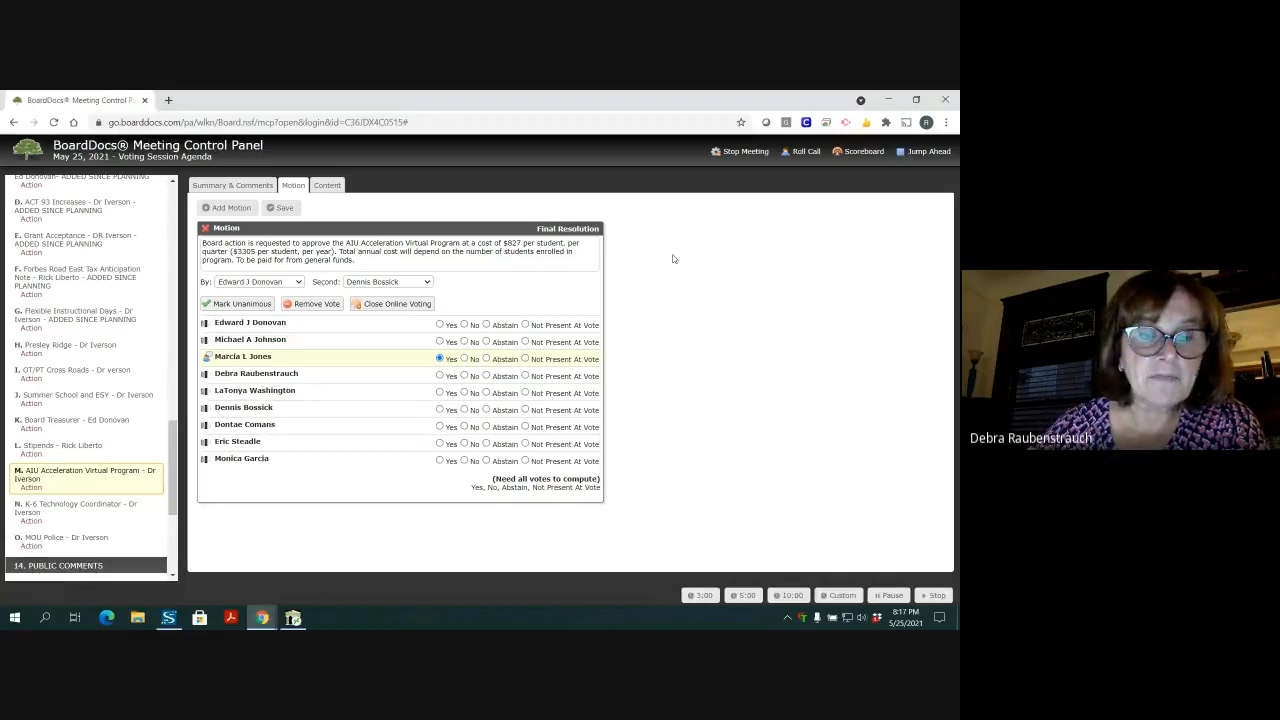 BoardDocs® Meeting Control P
go.boarddocs.com/pa/wlkn/Board.nsf/mcp?open&login&id=C36JDX4C0515#
BoardDocs® Meeting Control Panel
May 25, 2021 - Voting Session Agenda
Stop Meeting
Roll Call
Scoreboard
Jump Ahead
Ed Donovan- ADDED SINCE PLANNING
Action
D. ACT 93 Increases - Dr Iverson -
ADDED SINCE PLANNING
Action
E. Grant Acceptance - DR Iverson -
ADDED SINCE PLANNING
Action
F. Forbes Road East Tax Anticipation
Note - Rick Liberto - ADDED SINCE
PLANNING
Action
G. Flexible Instructional Days - Dr
Iverson - ADDED SINCE PLANNING
Action
H. Presley Ridge - Dr Iverson
Action
I. OT/PT Cross Roads - Dr verson
Action
J. Summer School and ESY - Dr Iverson
Action
K. Board Treasurer - Ed Donovan
Action
L. Stipends - Rick Liberto
Action
M. AIU Acceleration Virtual Program - Dr
Iverson
Action
N. K-6 Technology Coordinator - Dr
Iverson
Action
O. MOU Police - Dr Iverson
Action
14. PUBLIC COMMENTS
Summary & Comments
Motion
Content
Add Motion
Save
Motion
Final Resolution
Board action is requested to approve the AIU Acceleration Virtual Program at a cost of $827 per student, per
quarter ($3305 per student, per year). Total annual cost will depend on the number of students enrolled in
program. To be paid for from general funds.
By: Edward J Donovan Second: Dennis Bossick
Mark Unanimous
Remove Vote
Close Online Voting
Edward J Donovan Yes No Abstain Not Present At Vote
Michael A Johnson Yes No Abstain Not Present At Vote
Marcia L Jones Yes No Abstain Not Present At Vote
Debra Raubenstrauch Yes No Abstain Not Present At Vote
LaTonya Washington Yes No Abstain Not Present At Vote
Dennis Bossick Yes No Abstain Not Present At Vote
Dontae Comans Yes No Abstain Not Present At Vote
Eric Steadle Yes No Abstain Not Present At Vote
Monica Garcia Yes No Abstain Not Present At Vote
(Need all votes to compute)
Yes, No, Abstain, Not Present At Vote
3:00
5:00
10:00
Custom
Pause
Stop
8:17 PM
5/25/2021
Debra Raubenstrauch